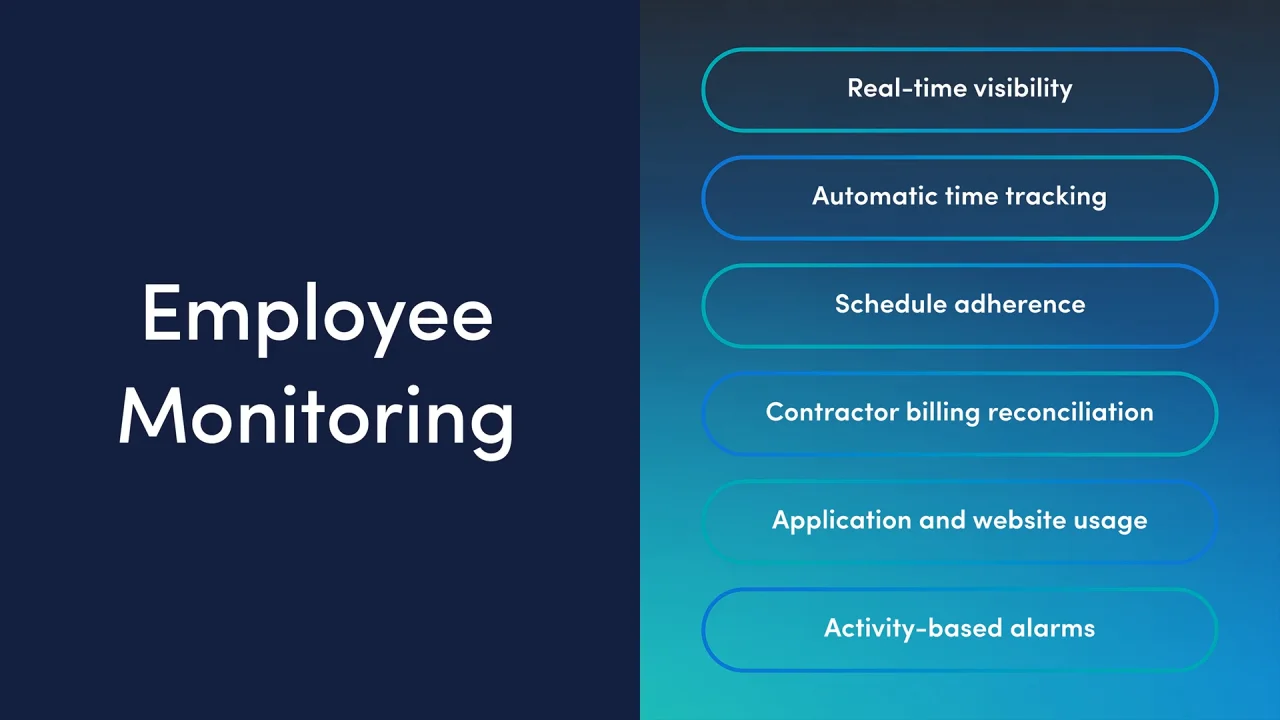 Employee
Monitoring
Real-time visibility
Automatic time tracking
Schedule adherence
Contractor billing reconciliation
Application and website usage
Activity-based alarms